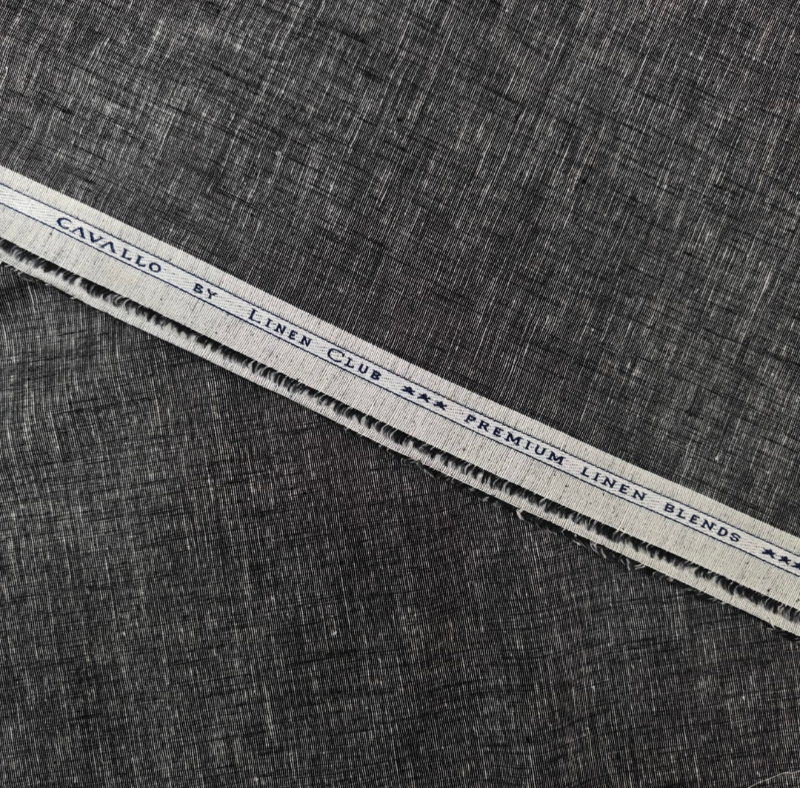 CAVALLO BY LINEN CLUB ★★★ PREMIUM LINEN BLENDS ★★★